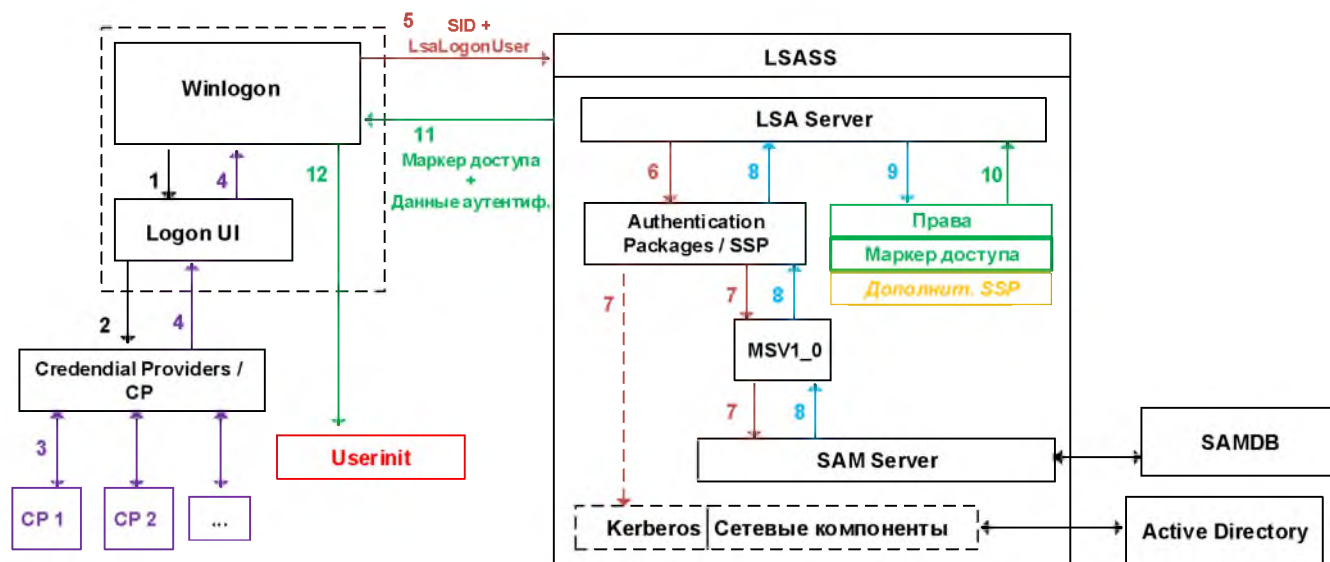 5
SID +
LsaLogonUser
Winlogon
11
Маркер доступа
+
Данные аутентиф.
1
4
12
Logon UI
2
4
Credendial Providers /
CP
3
CP 1
CP 2
...
Userinit
LSASS
LSA Server
6
8
9
10
Authentication
Packages / SSP
Права
Маркер доступа
Дополнит. SSP
7
7
8
MSV1_0
7
8
SAM Server
SAMDB
Kerberos
Сетевые компоненты
Active Directory